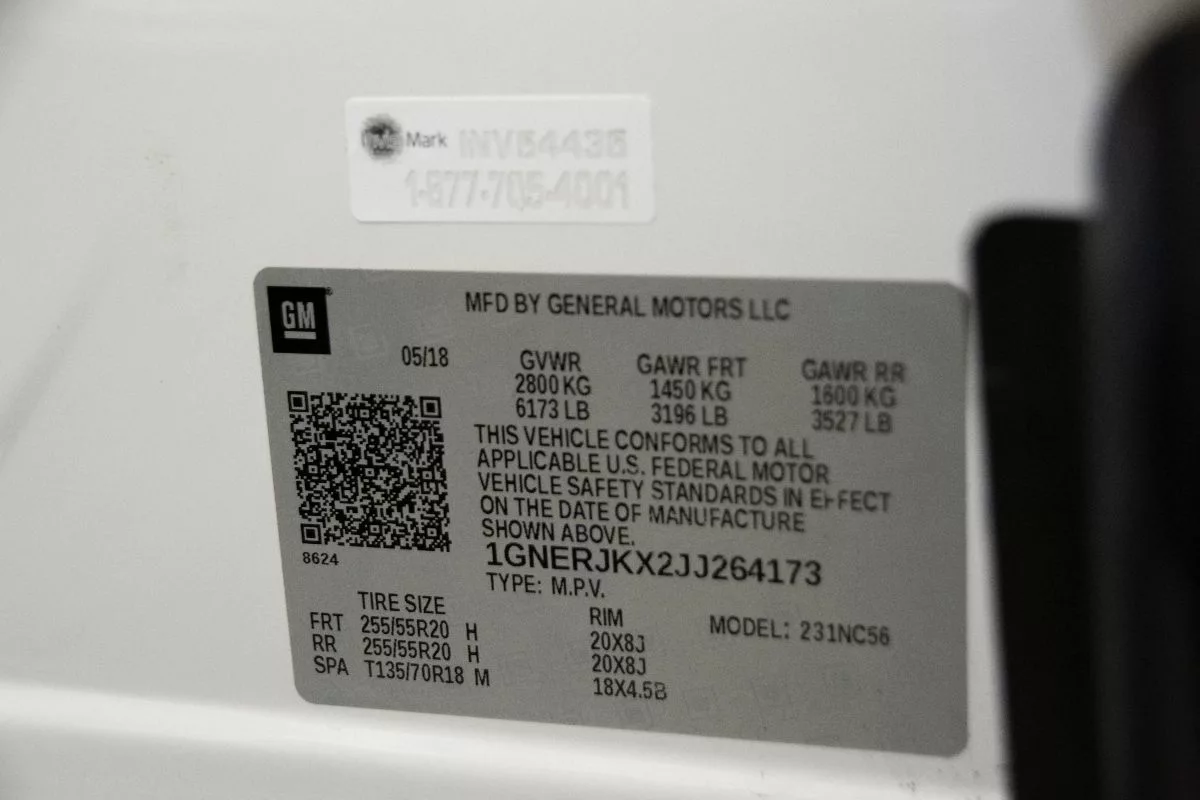 Mark INV54435
1-877-705-4001
GM®
MFD BY GENERAL MOTORS LLC
05/18 GVWR GAWR FRT GAWR RR
2800 KG 1450 KG 1600 KG
6173 LB 3196 LB 3527 LB
THIS VEHICLE CONFORMS TO ALL
APPLICABLE U.S. FEDERAL MOTOR
VEHICLE SAFETY STANDARDS IN EFFECT
ON THE DATE OF MANUFACTURE
SHOWN ABOVE.
8624
1GNERJKX2JJ264173
TYPE: M.P.V.
TIRE SIZE RIM MODEL: 231NC56
FRT 255/55R20 H 20X8J
RR 255/55R20 H 20X8J
SPA T135/70R18 M 18X4.5B